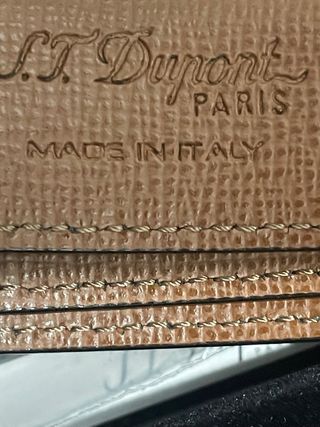 S.T. Dupont
PARIS
MADE IN ITALY